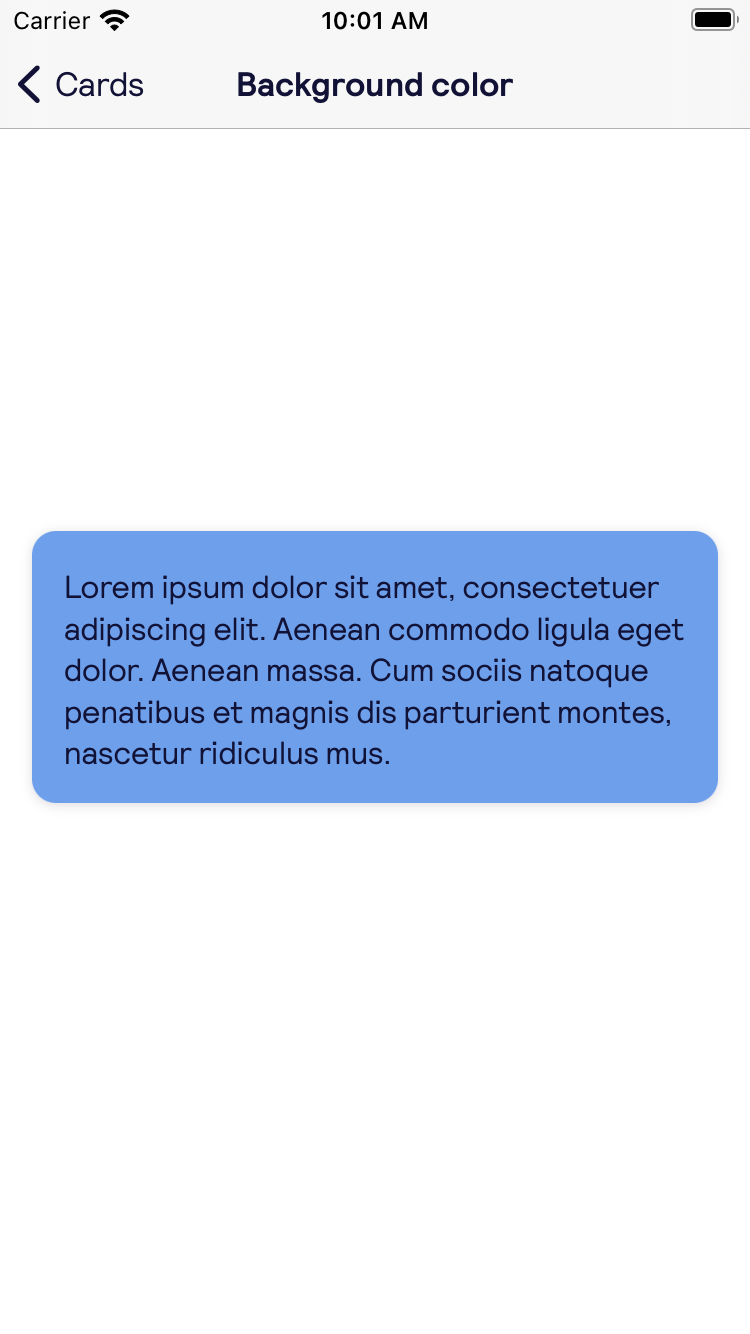 Carrier 10:01 AM
Cards Background color
Lorem ipsum dolor sit amet, consectetuer
adipiscing elit. Aenean commodo ligula eget
dolor. Aenean massa. Cum sociis natoque
penatibus et magnis dis parturient montes,
nascetur ridiculus mus.